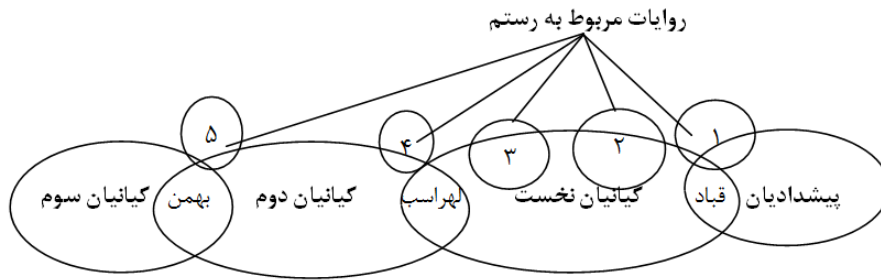 روایات مربوط به رستم
۱ ۲ ۳ ۴ ۵
پیشدادیان قباد کیانیان نخست لهراسب کیانیان دوم بهمن کیانیان سوم